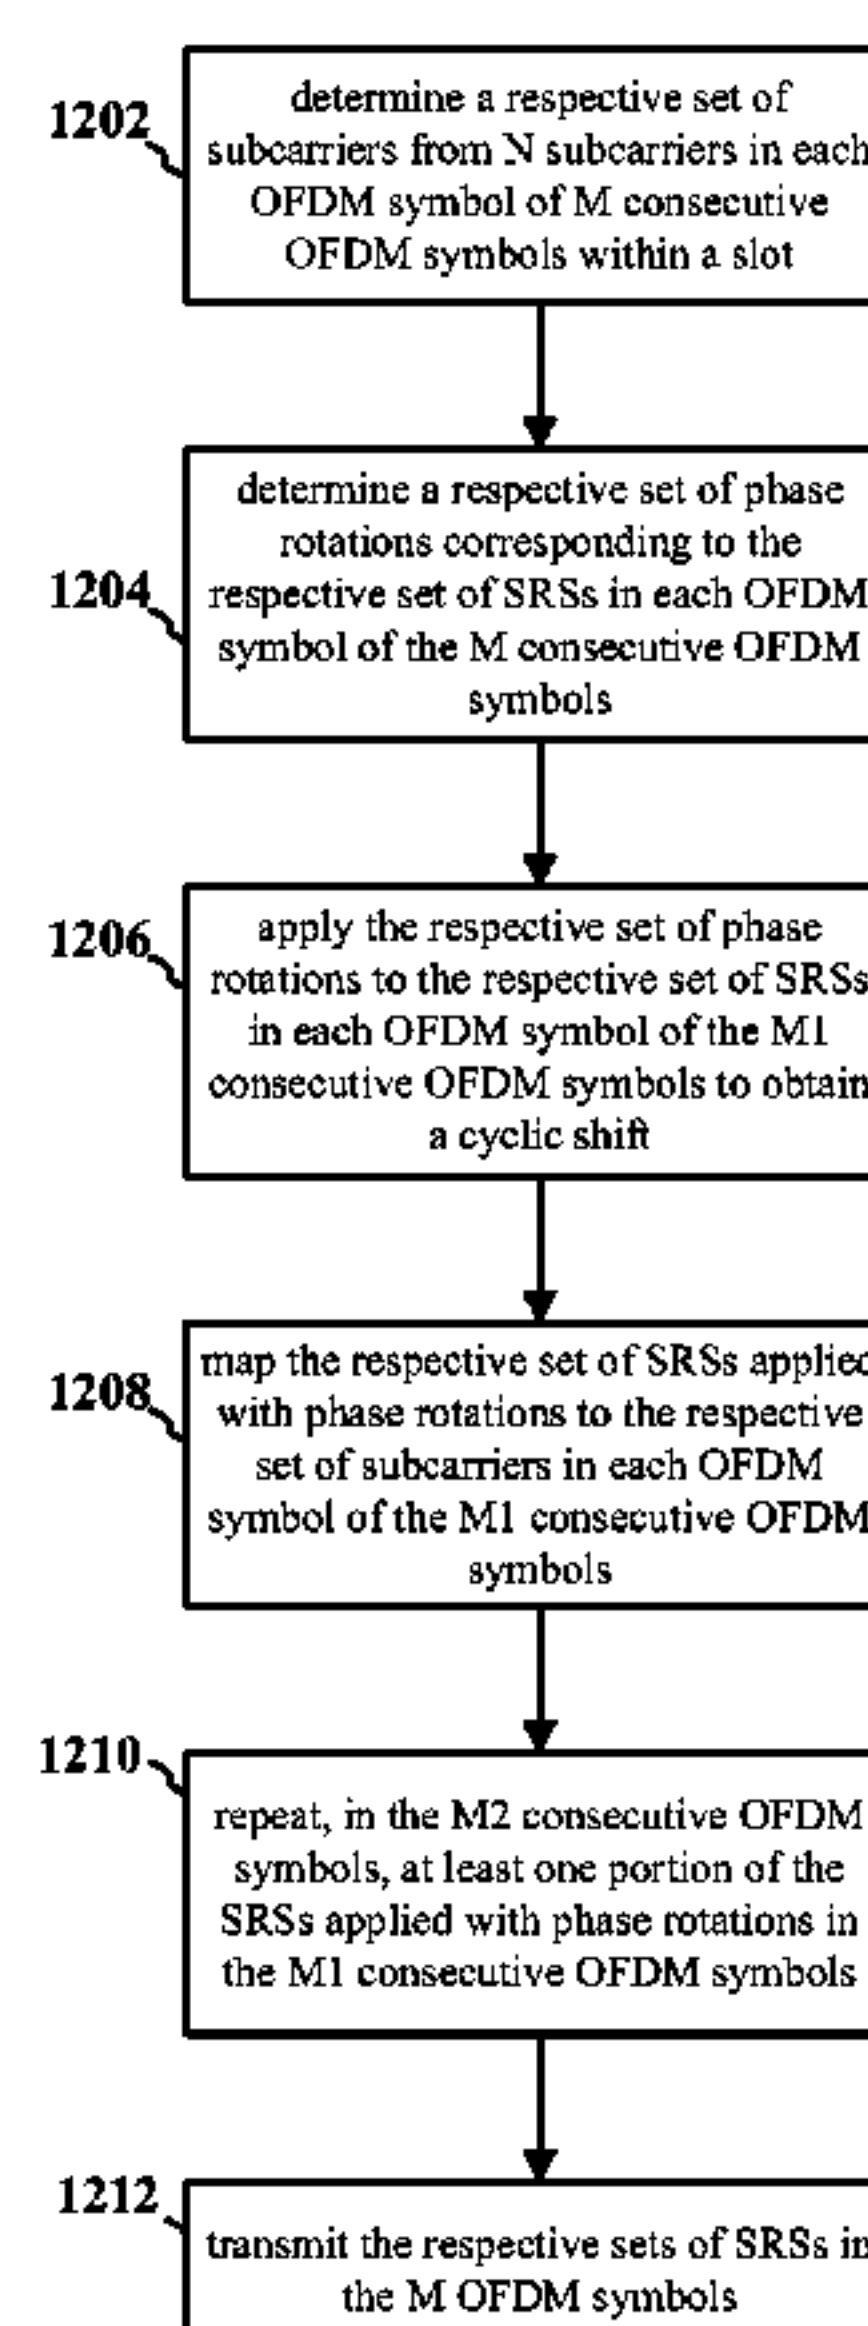 1202
determine a respective set of
subcarriers from N subcarriers in each
OFDM symbol of M consecutive
OFDM symbols within a slot
1204
determine a respective set of phase
rotations corresponding to the
respective set of SRSs in each OFDM
symbol of the M consecutive OFDM
symbols
1206
apply the respective set of phase
rotations to the respective set of SRSs
in each OFDM symbol of the M1
consecutive OFDM symbols to obtain
a cyclic shift
1208
map the respective set of SRSs applied
with phase rotations to the respective
set of subcarriers in each OFDM
symbol of the M1 consecutive OFDM
symbols
1210
repeat, in the M2 consecutive OFDM
symbols, at least one portion of the
SRSs applied with phase rotations in
the M1 consecutive OFDM symbols
1212
transmit the respective sets of SRSs in
the M OFDM symbols